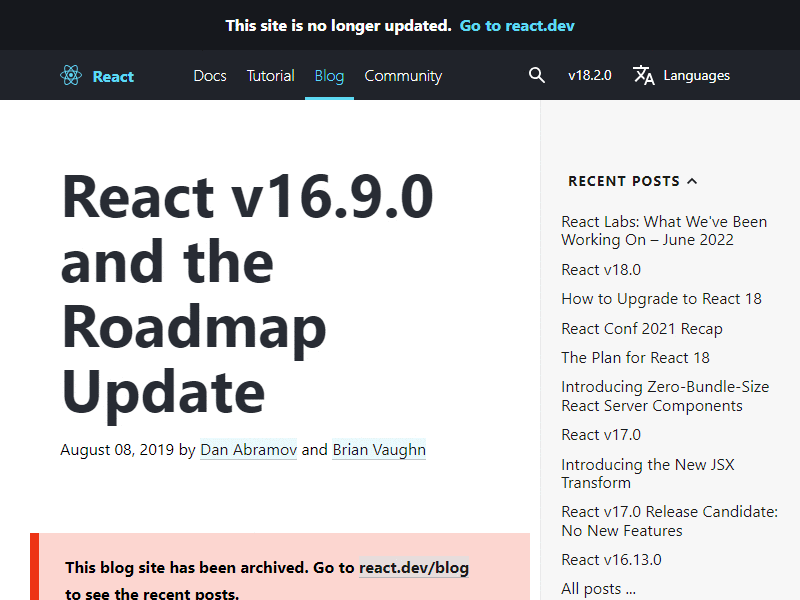 This site is no longer updated. Go to react.dev
React
Docs
Tutorial
Blog
Community
v18.2.0
Languages
React v16.9.0
and the
Roadmap
Update
August 08, 2019 by Dan Abramov and Brian Vaughn
This blog site has been archived. Go to react.dev/blog
to see the recent posts.
RECENT POSTS
React Labs: What We've Been
Working On – June 2022
React v18.0
How to Upgrade to React 18
React Conf 2021 Recap
The Plan for React 18
Introducing Zero-Bundle-Size
React Server Components
React v17.0
Introducing the New JSX
Transform
React v17.0 Release Candidate:
No New Features
React v16.13.0
All posts ...